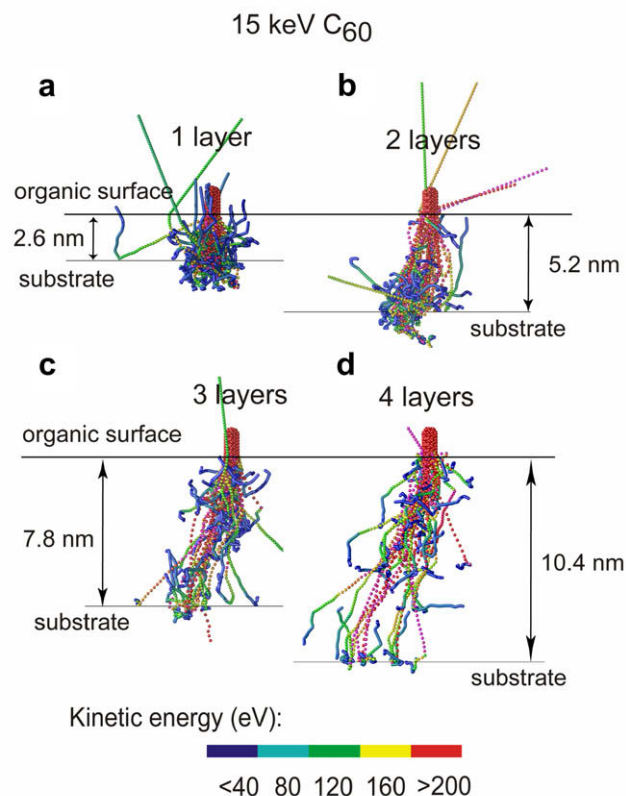 15 keV C60
a
b
1 layer
2 layers
organic surface
2.6 nm
5.2 nm
substrate
substrate
c
d
3 layers
4 layers
organic surface
7.8 nm
10.4 nm
substrate
substrate
Kinetic energy (eV):
<40 80 120 160 >200